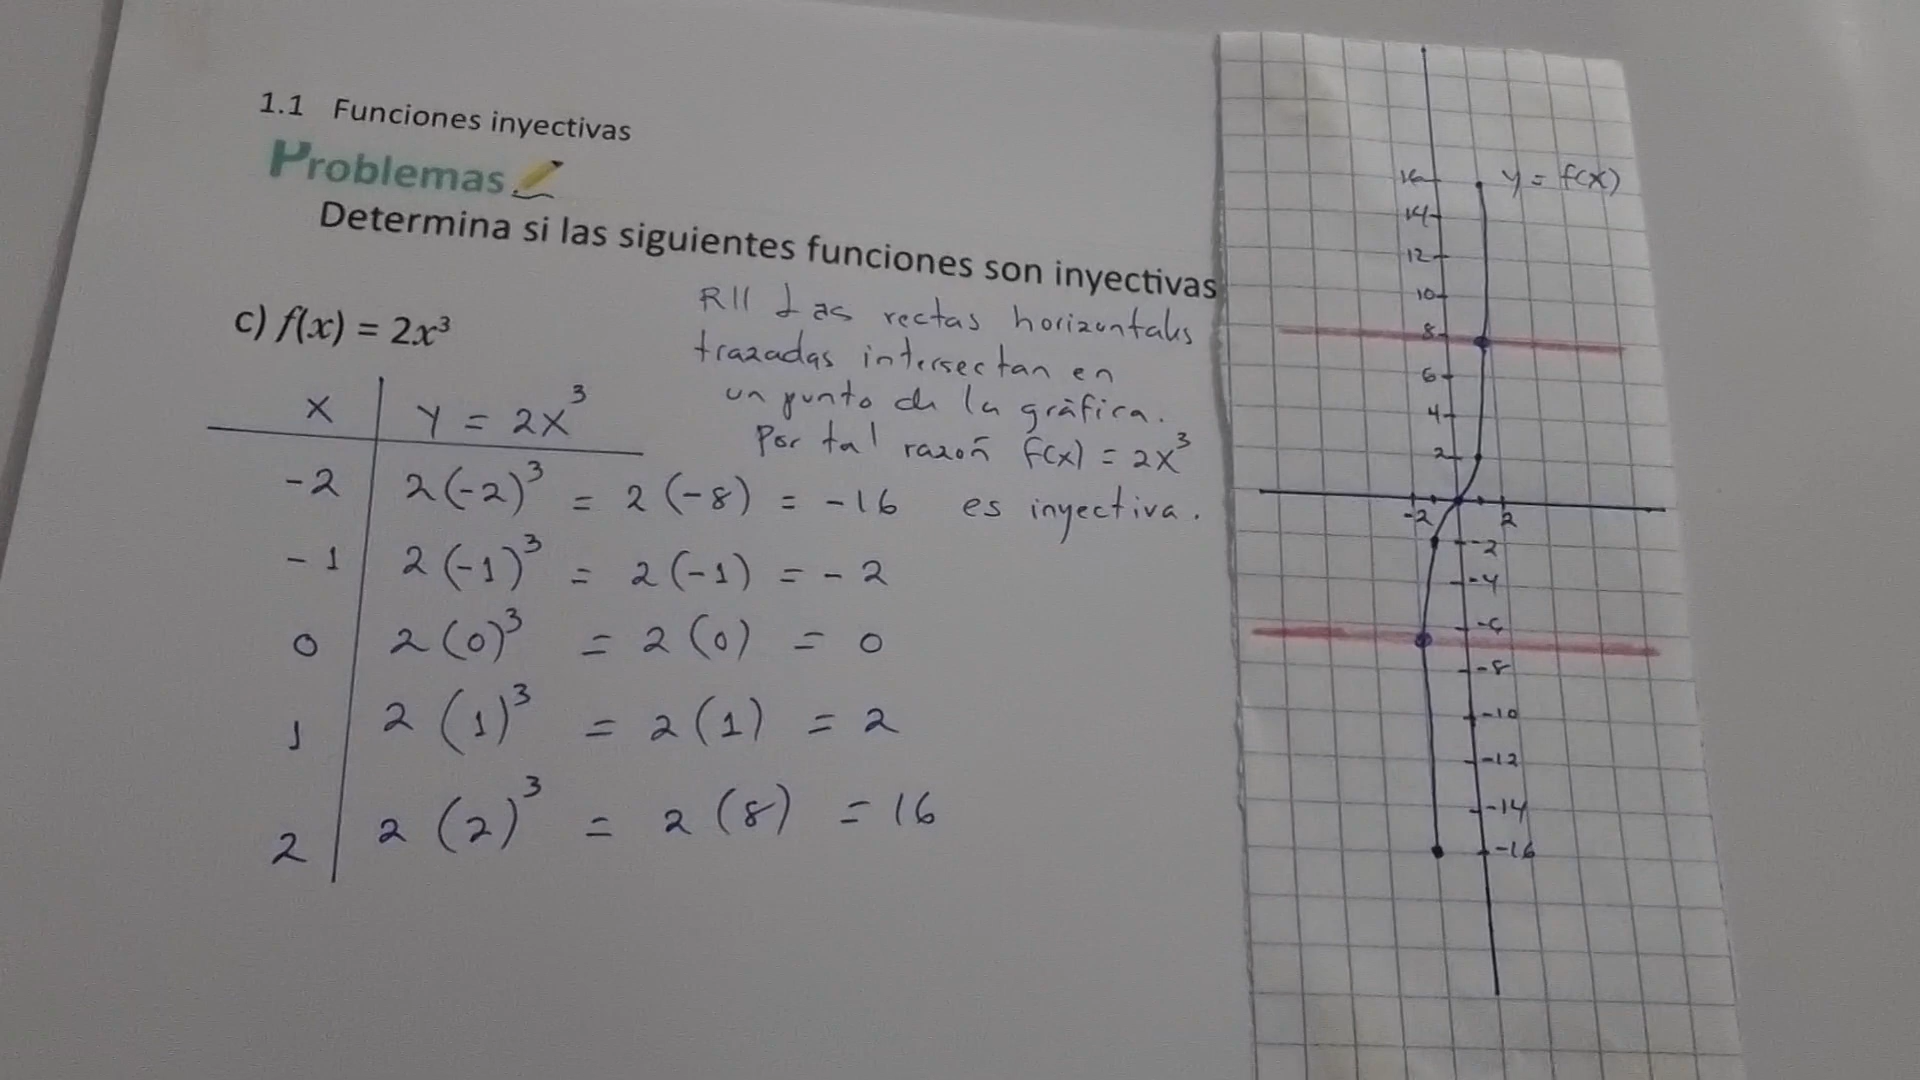 1.1 Funciones inyectivas
Problemas
Determina si las siguientes funciones son inyectivas
c) f(x) = 2x³
R// Las rectas horizontales
trazadas intersectan en
un punto de la gráfica.
Por tal razón f(x) = 2x³
es inyectiva.
x | y = 2x³
-2 | 2(-2)³ = 2(-8) = -16
-1 | 2(-1)³ = 2(-1) = -2
0 | 2(0)³ = 2(0) = 0
1 | 2(1)³ = 2(1) = 2
2 | 2(2)³ = 2(8) = 16
y = f(x)
16
14
12
10
8
6
4
2
-2 2
-2
-4
-6
-8
-10
-12
-14
-16